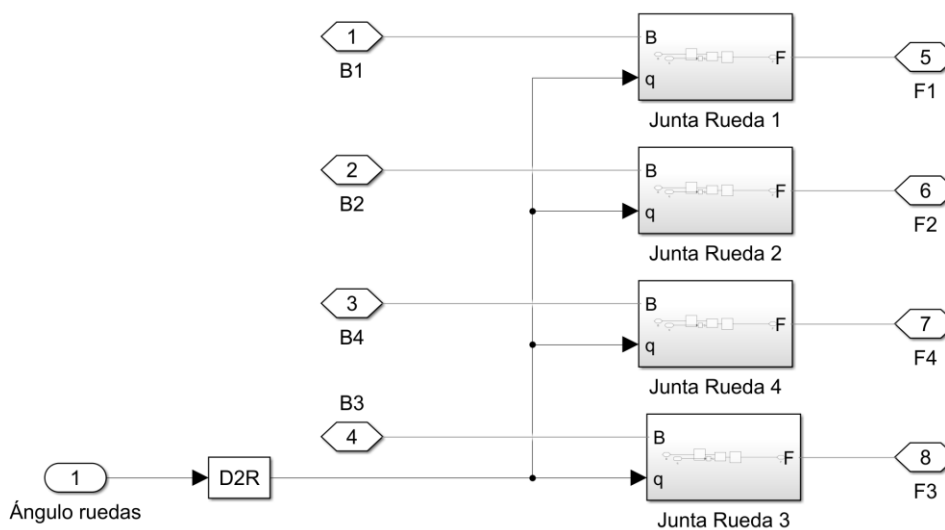 1
B1
B
q
F
Junta Rueda 1
5
F1
2
B2
B
q
F
Junta Rueda 2
6
F2
3
B4
B
q
F
Junta Rueda 4
7
F4
B3
4
B
q
F
Junta Rueda 3
8
F3
1
Ángulo ruedas
D2R